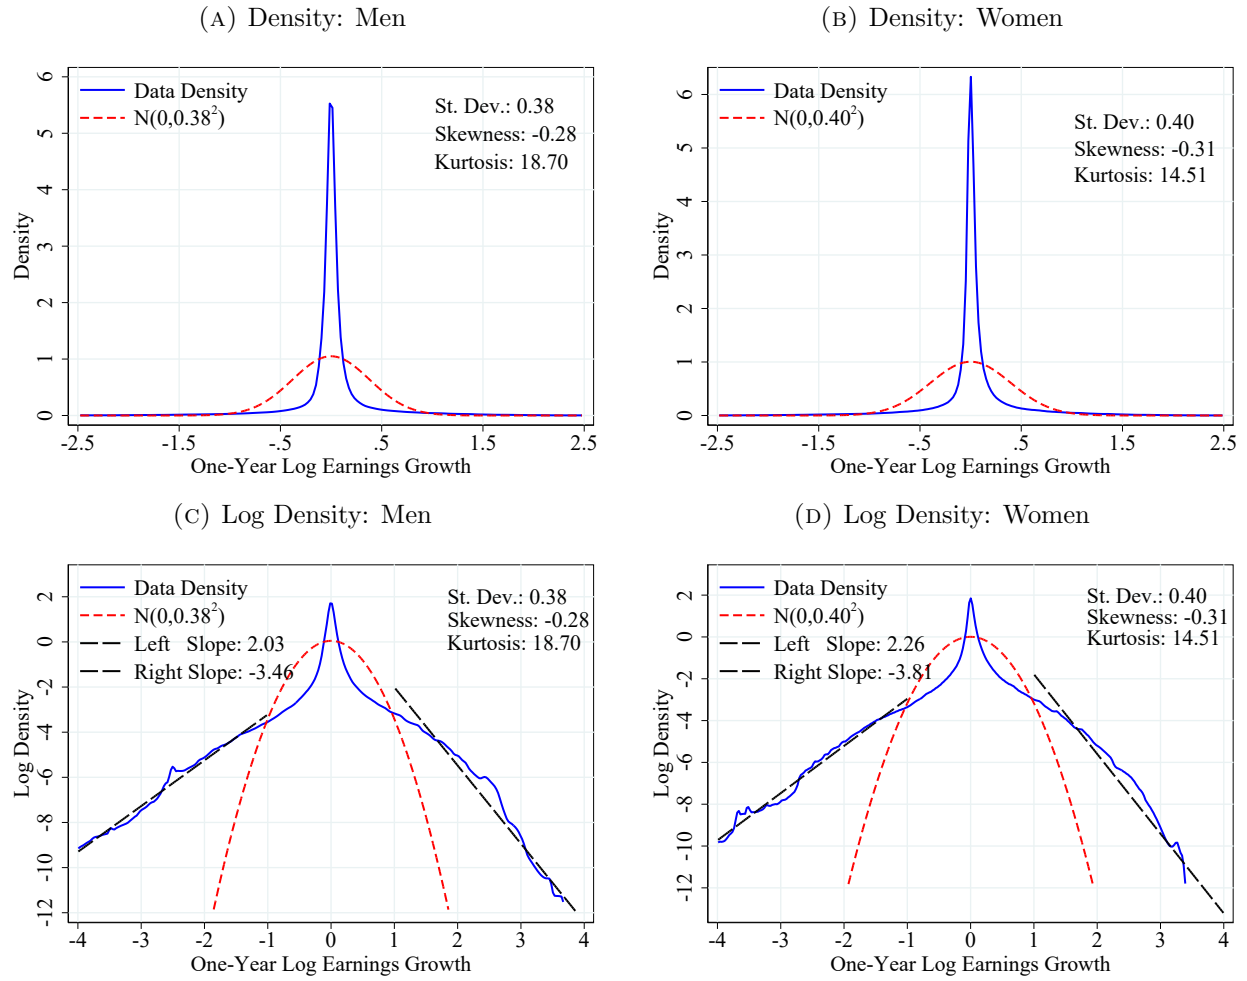 (A) Density: Men
Data Density
N(0,0.38²)
St. Dev.: 0.38
Skewness: -0.28
Kurtosis: 18.70
Density
0 1 2 3 4 5 6
-2.5 -1.5 -.5 .5 1.5 2.5
One-Year Log Earnings Growth
(B) Density: Women
Data Density
N(0,0.40²)
St. Dev.: 0.40
Skewness: -0.31
Kurtosis: 14.51
Density
0 1 2 3 4 5 6
-2.5 -1.5 -.5 .5 1.5 2.5
One-Year Log Earnings Growth
(C) Log Density: Men
Data Density
N(0,0.38²)
Left Slope: 2.03
Right Slope: -3.46
St. Dev.: 0.38
Skewness: -0.28
Kurtosis: 18.70
Log Density
-12 -10 -8 -6 -4 -2 0 2
-4 -3 -2 -1 0 1 2 3 4
One-Year Log Earnings Growth
(D) Log Density: Women
Data Density
N(0,0.40²)
Left Slope: 2.26
Right Slope: -3.81
St. Dev.: 0.40
Skewness: -0.31
Kurtosis: 14.51
Log Density
-12 -10 -8 -6 -4 -2 0 2
-4 -3 -2 -1 0 1 2 3 4
One-Year Log Earnings Growth